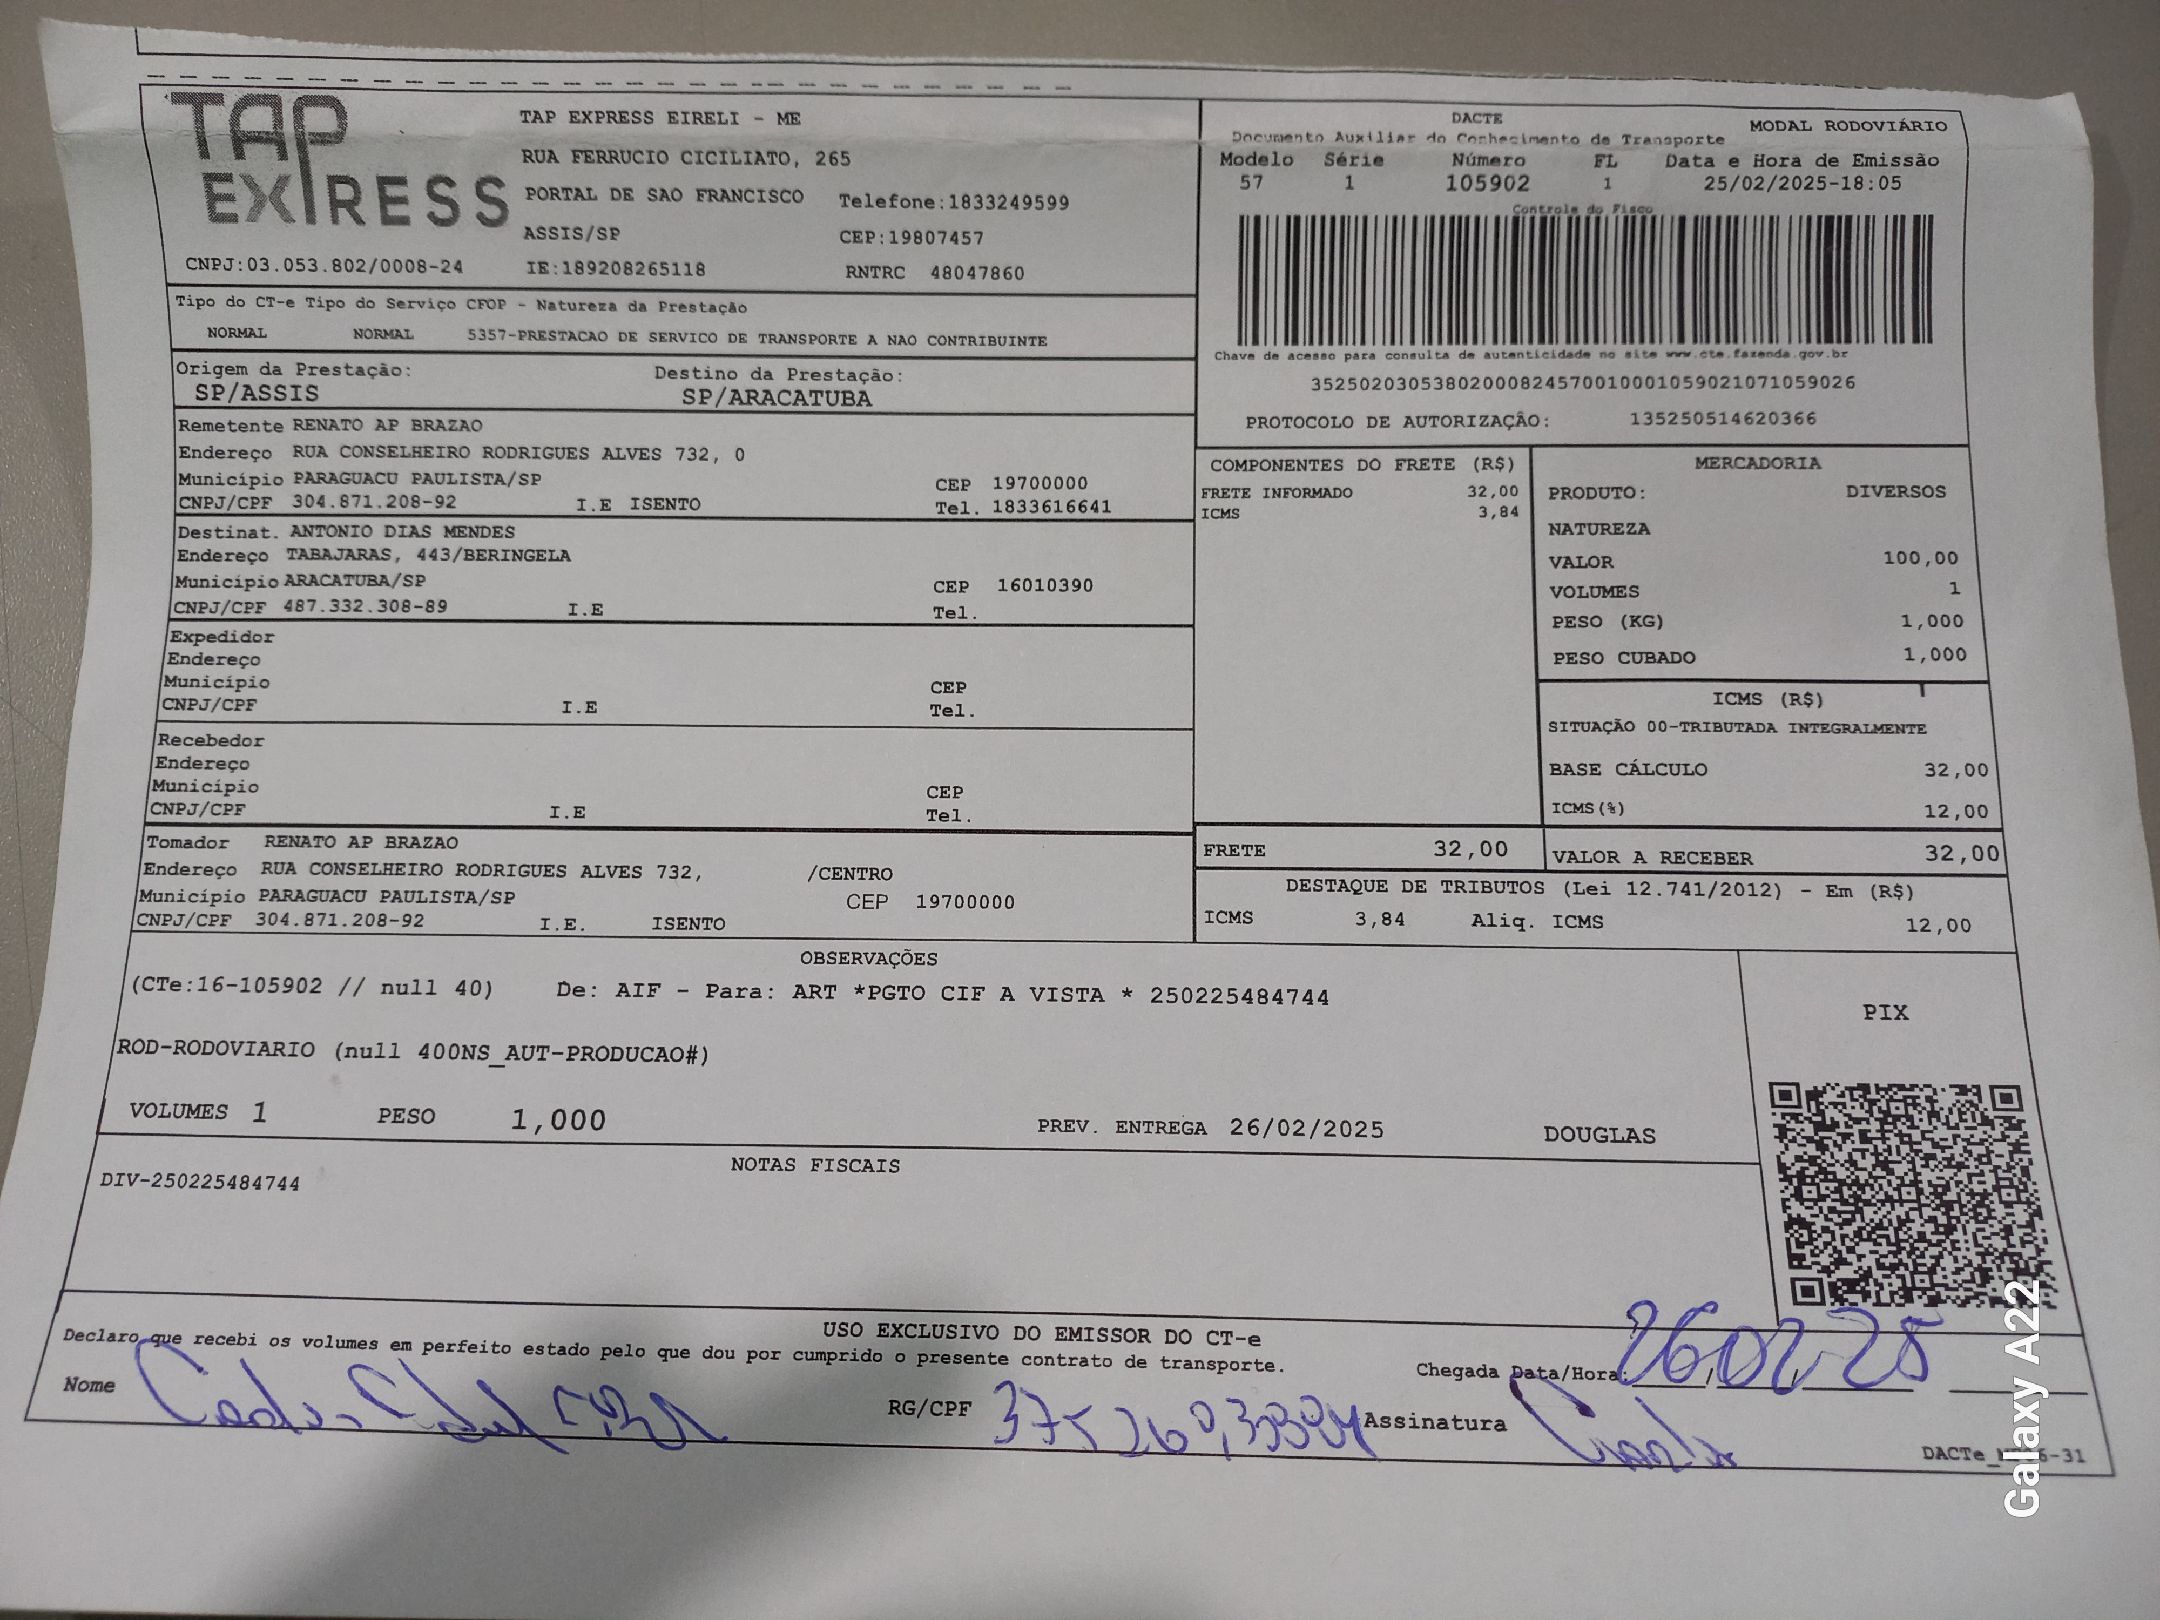 TAP EXPRESS
TAP EXPRESS EIRELI - ME
RUA FERRUCIO CICILIATO, 265
PORTAL DE SAO FRANCISCO Telefone:1833249599
ASSIS/SP CEP:19807457
CNPJ:03.053.802/0008-24 IE:189208265118 RNTRC 48047860
DACTE
MODAL RODOVIÁRIO
Documento Auxiliar do Conhecimento de Transporte
Modelo Série Número FL Data e Hora de Emissão
57 1 105902 1 25/02/2025-18:05
Controle do Fisco
Chave de acesso para consulta de autenticidade no site www.cte.fazenda.gov.br
35250203053802000824570010001059021071059026
PROTOCOLO DE AUTORIZAÇÃO: 135250514620366
Tipo do CT-e Tipo do Serviço CFOP - Natureza da Prestação
NORMAL NORMAL 5357-PRESTACAO DE SERVICO DE TRANSPORTE A NAO CONTRIBUINTE
Origem da Prestação: Destino da Prestação:
SP/ASSIS SP/ARACATUBA
Remetente RENATO AP BRAZAO
Endereço RUA CONSELHEIRO RODRIGUES ALVES 732, 0
Município PARAGUACU PAULISTA/SP CEP 19700000
CNPJ/CPF 304.871.208-92 I.E ISENTO Tel. 1833616641
Destinat. ANTONIO DIAS MENDES
Endereço TABAJARAS, 443/BERINGELA
Município ARACATUBA/SP CEP 16010390
CNPJ/CPF 487.332.308-89 I.E Tel.
Expedidor
Endereço
Município CEP
CNPJ/CPF I.E Tel.
Recebedor
Endereço
Município CEP
CNPJ/CPF I.E Tel.
Tomador RENATO AP BRAZAO
Endereço RUA CONSELHEIRO RODRIGUES ALVES 732, /CENTRO
Município PARAGUACU PAULISTA/SP CEP 19700000
CNPJ/CPF 304.871.208-92 I.E. ISENTO
COMPONENTES DO FRETE (R$)
FRETE INFORMADO 32,00
ICMS 3,84
MERCADORIA
PRODUTO: DIVERSOS
NATUREZA
VALOR 100,00
VOLUMES 1
PESO (KG) 1,000
PESO CUBADO 1,000
ICMS (R$)
SITUAÇÃO 00-TRIBUTADA INTEGRALMENTE
BASE CÁLCULO 32,00
ICMS(%) 12,00
FRETE 32,00 VALOR A RECEBER 32,00
DESTAQUE DE TRIBUTOS (Lei 12.741/2012) - Em (R$)
ICMS 3,84 Aliq. ICMS 12,00
OBSERVAÇÕES
(CTe:16-105902 // null 40) De: AIF - Para: ART *PGTO CIF A VISTA * 250225484744
ROD-RODOVIARIO (null 400NS_AUT-PRODUCAO#)
VOLUMES 1 PESO 1,000 PREV. ENTREGA 26/02/2025 DOUGLAS
PIX
NOTAS FISCAIS
DIV-250225484744
USO EXCLUSIVO DO EMISSOR DO CT-e
Declaro que recebi os volumes em perfeito estado pelo que dou por cumprido o presente contrato de transporte.
Chegada Data/Hora: 26 02 25
Nome RG/CPF Assinatura
Galaxy A22